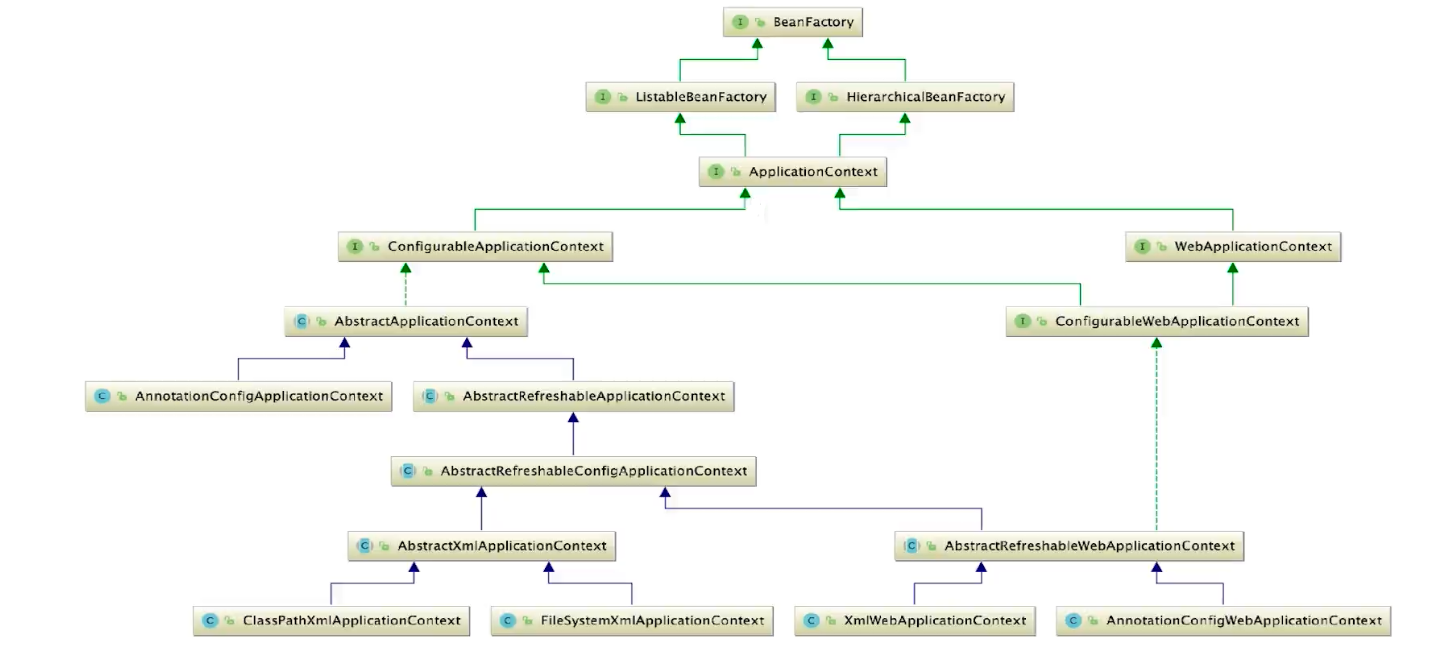 I BeanFactory
I ListableBeanFactory
I HierarchicalBeanFactory
I ApplicationContext
I ConfigurableApplicationContext
I WebApplicationContext
C AbstractApplicationContext
I ConfigurableWebApplicationContext
C AnnotationConfigApplicationContext
C AbstractRefreshableApplicationContext
C AbstractRefreshableConfigApplicationContext
C AbstractXmlApplicationContext
C AbstractRefreshableWebApplicationContext
C ClassPathXmlApplicationContext
C FileSystemXmlApplicationContext
C XmlWebApplicationContext
C AnnotationConfigWebApplicationContext